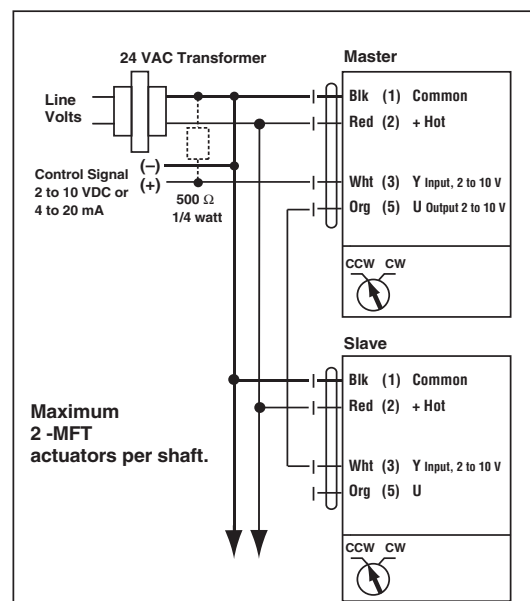 24 VAC Transformer
Line
Volts
Control Signal
2 to 10 VDC or
4 to 20 mA
(–)
(+)
500 Ω
1/4 watt
Master
Blk (1) Common
Red (2) + Hot
Wht (3) Y Input, 2 to 10 V
Org (5) U Output 2 to 10 V
CCW CW
Slave
Blk (1) Common
Red (2) + Hot
Wht (3) Y Input, 2 to 10 V
Org (5) U
CCW CW
Maximum
2 -MFT
actuators per shaft.